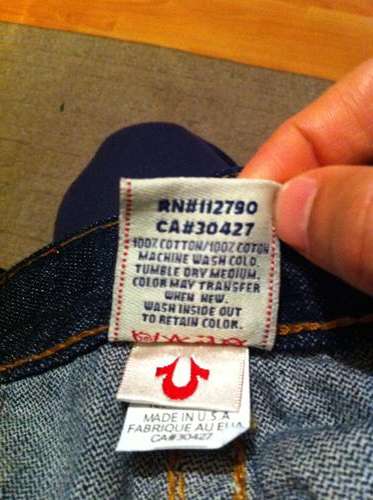 RN#112790
CA#30427
100% COTTON/100% COTON
MACHINE WASH COLD.
TUMBLE DRY MEDIUM.
COLOR MAY TRANSFER
WHEN NEW.
WASH INSIDE OUT
TO RETAIN COLOR.
MADE IN U.S.A
FABRIQUE AU EUA
CA#30427